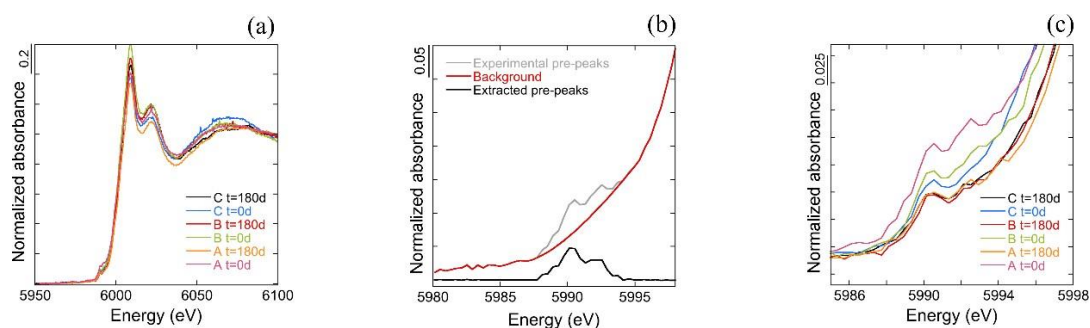 (a)
0.2
Normalized absorbance
C t=180d
C t=0d
B t=180d
B t=0d
A t=180d
A t=0d
5950 6000 6050 6100
Energy (eV)
(b)
0.05
Normalized absorbance
Experimental pre-peaks
Background
Extracted pre-peaks
5980 5985 5990 5995
Energy (eV)
(c)
0.025
Normalized absorbance
C t=180d
C t=0d
B t=180d
B t=0d
A t=180d
A t=0d
5986 5990 5994 5998
Energy (eV)